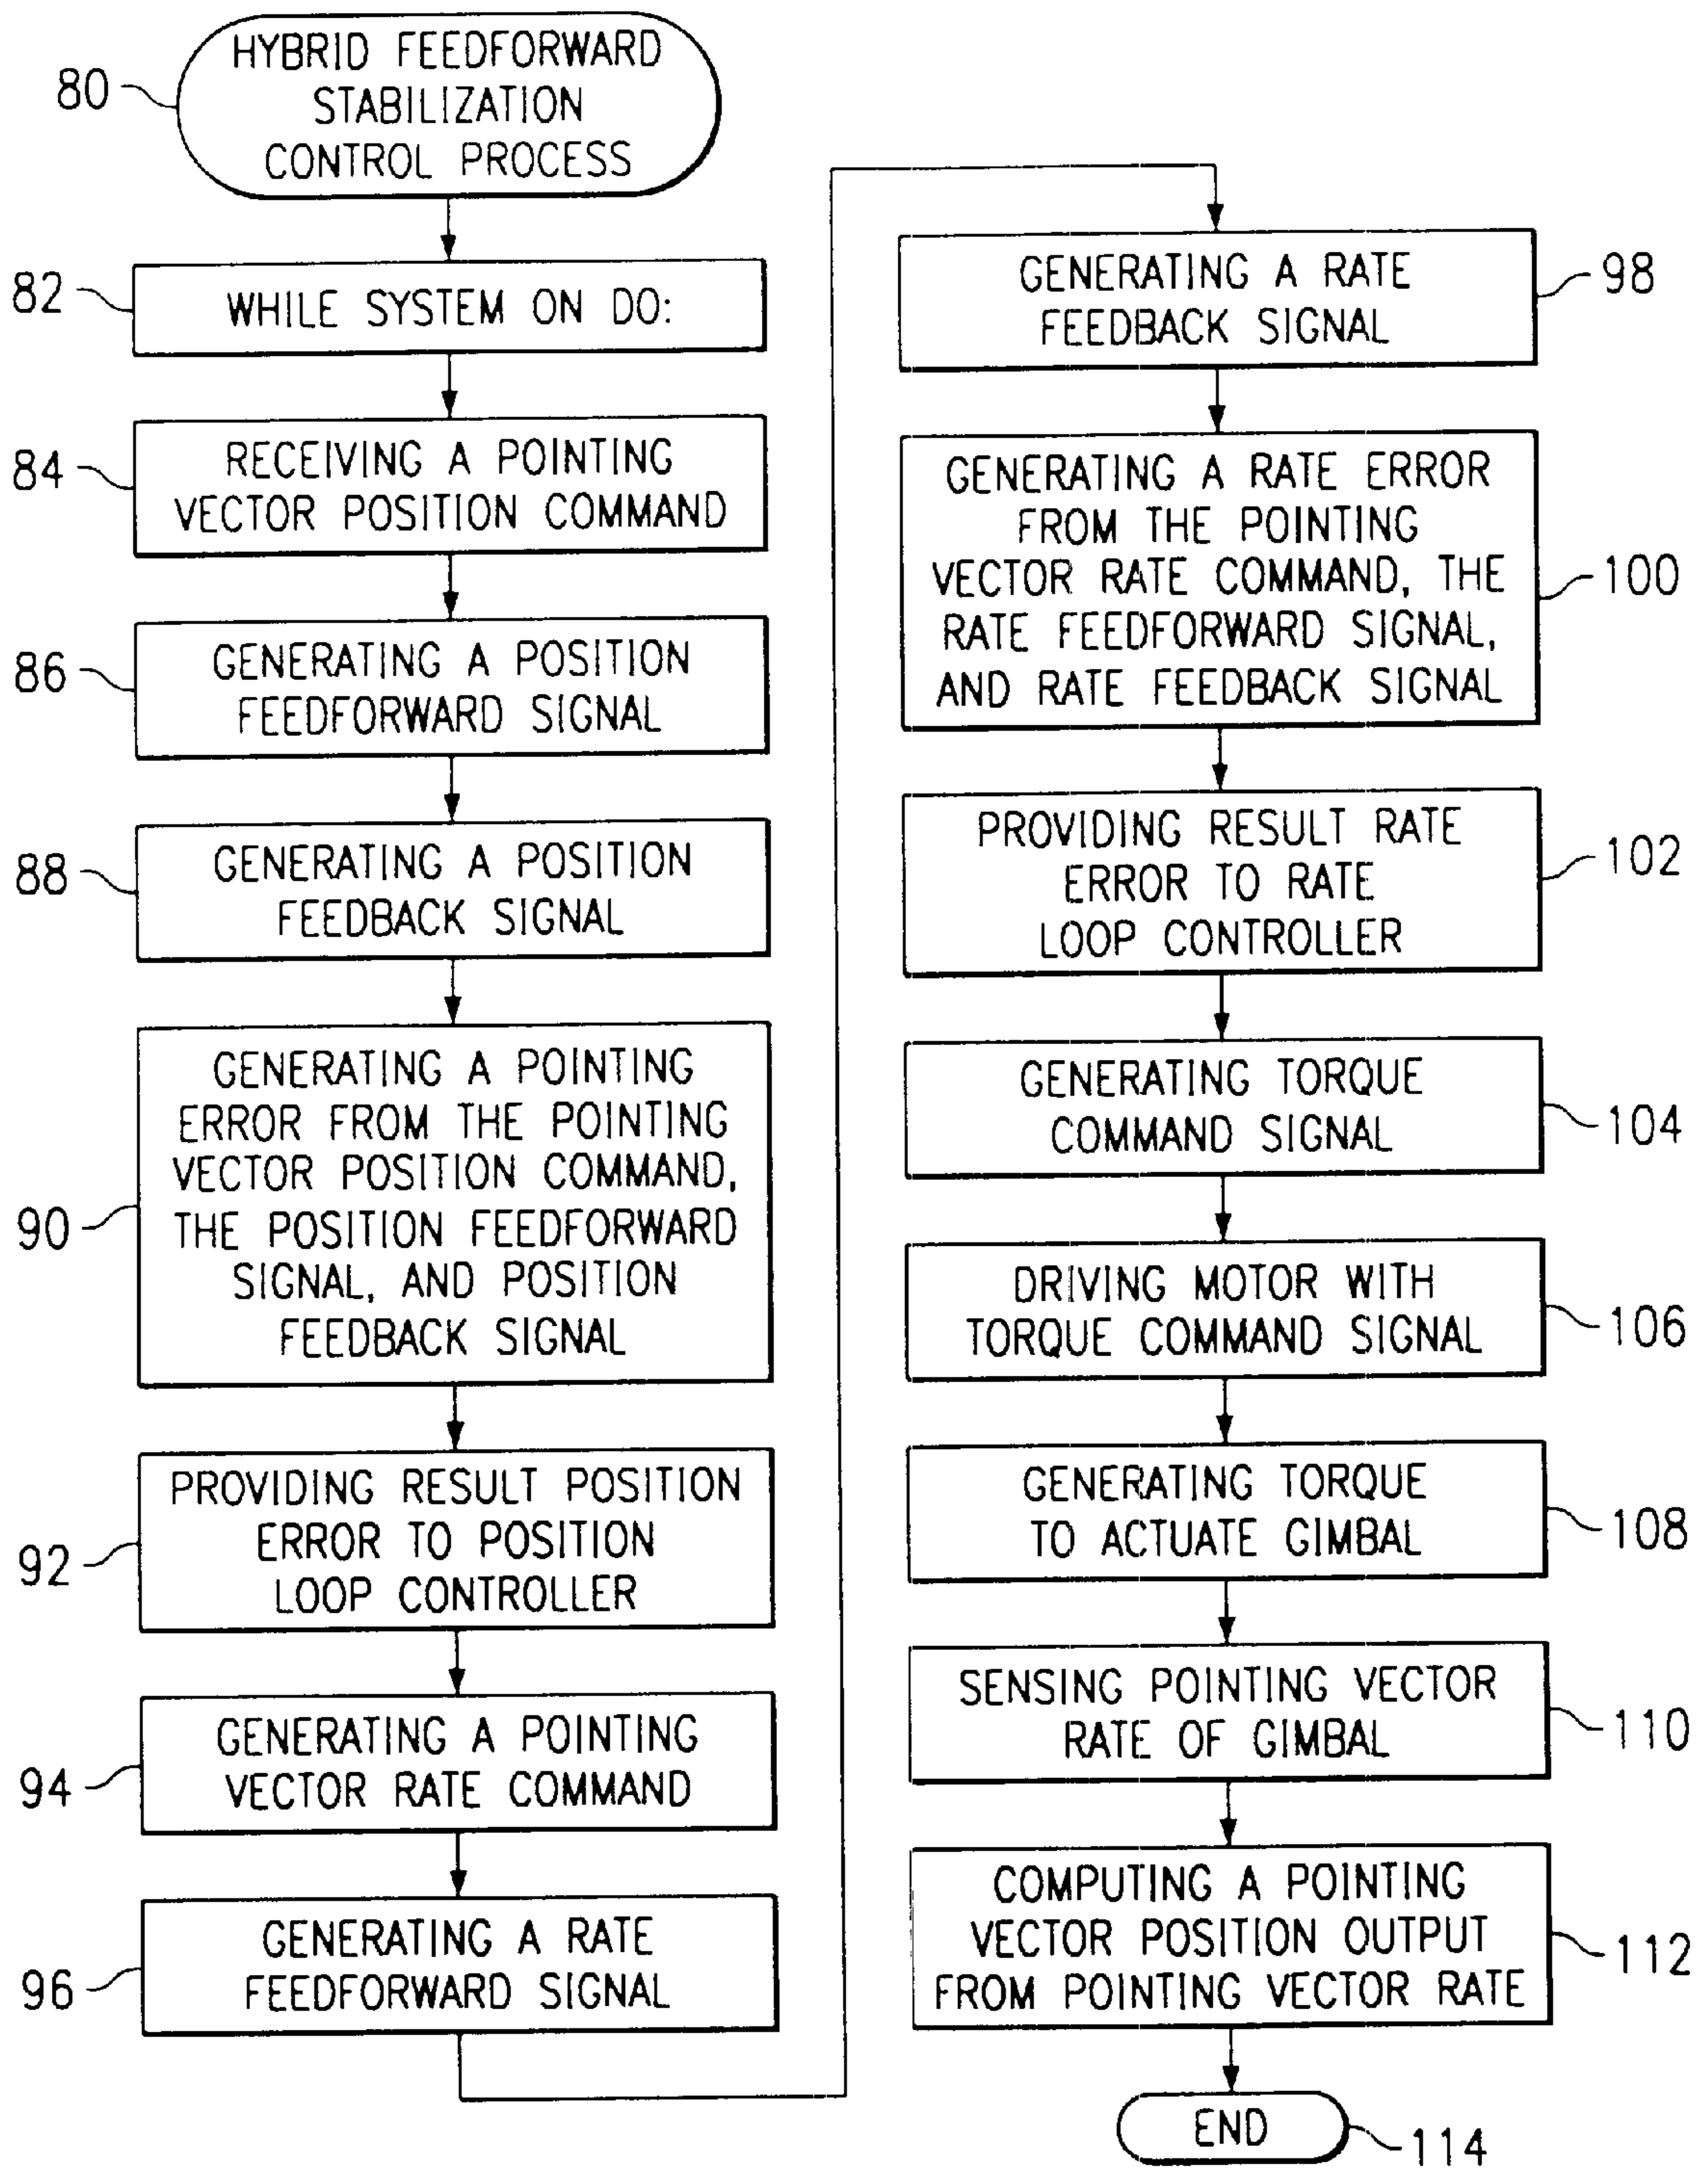 80
HYBRID FEEDFORWARD
STABILIZATION
CONTROL PROCESS
82
WHILE SYSTEM ON DO:
84
RECEIVING A POINTING
VECTOR POSITION COMMAND
86
GENERATING A POSITION
FEEDFORWARD SIGNAL
88
GENERATING A POSITION
FEEDBACK SIGNAL
90
GENERATING A POINTING
ERROR FROM THE POINTING
VECTOR POSITION COMMAND,
THE POSITION FEEDFORWARD
SIGNAL, AND POSITION
FEEDBACK SIGNAL
92
PROVIDING RESULT POSITION
ERROR TO POSITION
LOOP CONTROLLER
94
GENERATING A POINTING
VECTOR RATE COMMAND
96
GENERATING A RATE
FEEDFORWARD SIGNAL
GENERATING A RATE
FEEDBACK SIGNAL
98
GENERATING A RATE ERROR
FROM THE POINTING
VECTOR RATE COMMAND, THE
RATE FEEDFORWARD SIGNAL,
AND RATE FEEDBACK SIGNAL
100
PROVIDING RESULT RATE
ERROR TO RATE
LOOP CONTROLLER
102
GENERATING TORQUE
COMMAND SIGNAL
104
DRIVING MOTOR WITH
TORQUE COMMAND SIGNAL
106
GENERATING TORQUE
TO ACTUATE GIMBAL
108
SENSING POINTING VECTOR
RATE OF GIMBAL
110
COMPUTING A POINTING
VECTOR POSITION OUTPUT
FROM POINTING VECTOR RATE
112
END
114